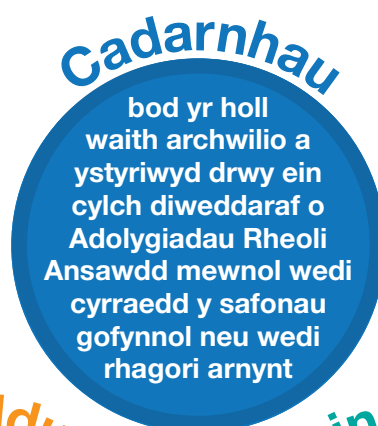 Cadarnhau
bod yr holl
waith archwilio a
ystyriwyd drwy ein
cylch diweddaraf o
Adolygiadau Rheoli
Ansawdd mewnol wedi
cyrraedd y safonau
gofynnol neu wedi
rhagori arnynt